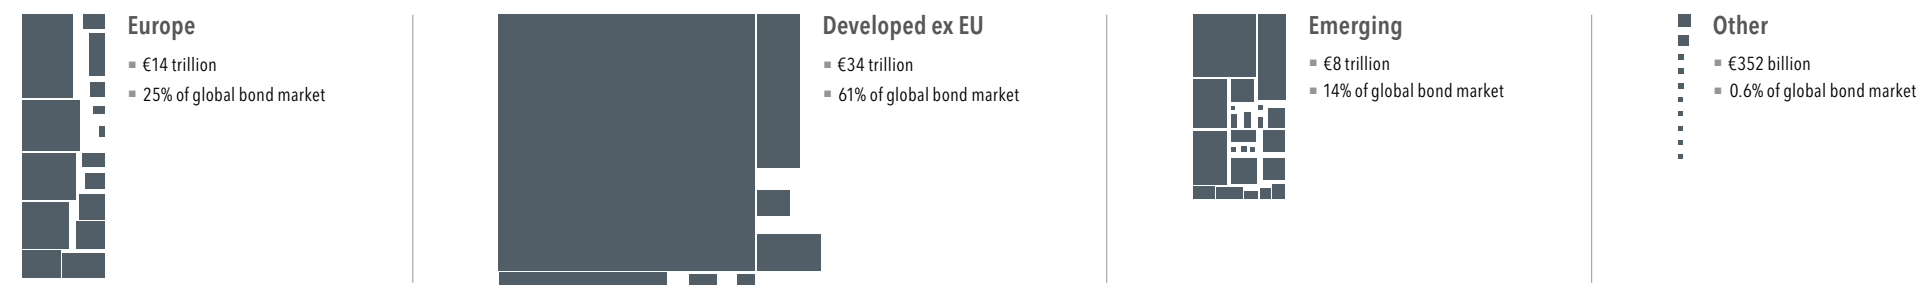 Europe
▪ €14 trillion
▪ 25% of global bond market
Developed ex EU
▪ €34 trillion
▪ 61% of global bond market
Emerging
▪ €8 trillion
▪ 14% of global bond market
Other
▪ €352 billion
▪ 0.6% of global bond market